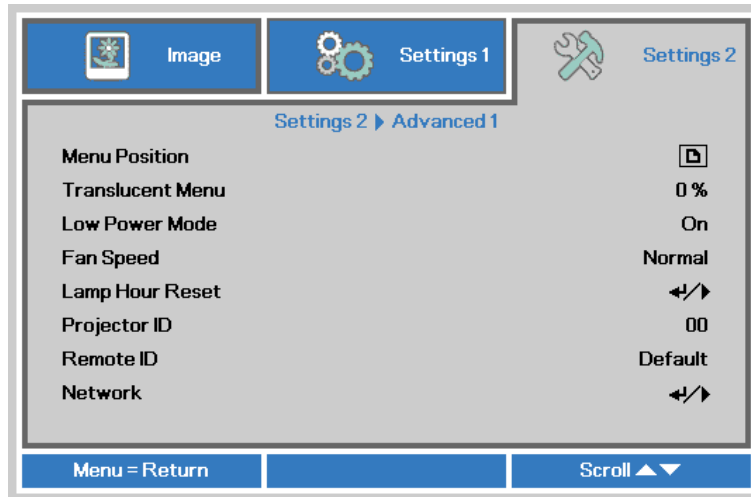 Image Settings 1 Settings 2
Settings 2 Advanced 1
Menu Position
Translucent Menu 0 %
Low Power Mode On
Fan Speed Normal
Lamp Hour Reset ↵/▶
Projector ID 00
Remote ID Default
Network ↵/▶
Menu = Return Scroll ▲▼